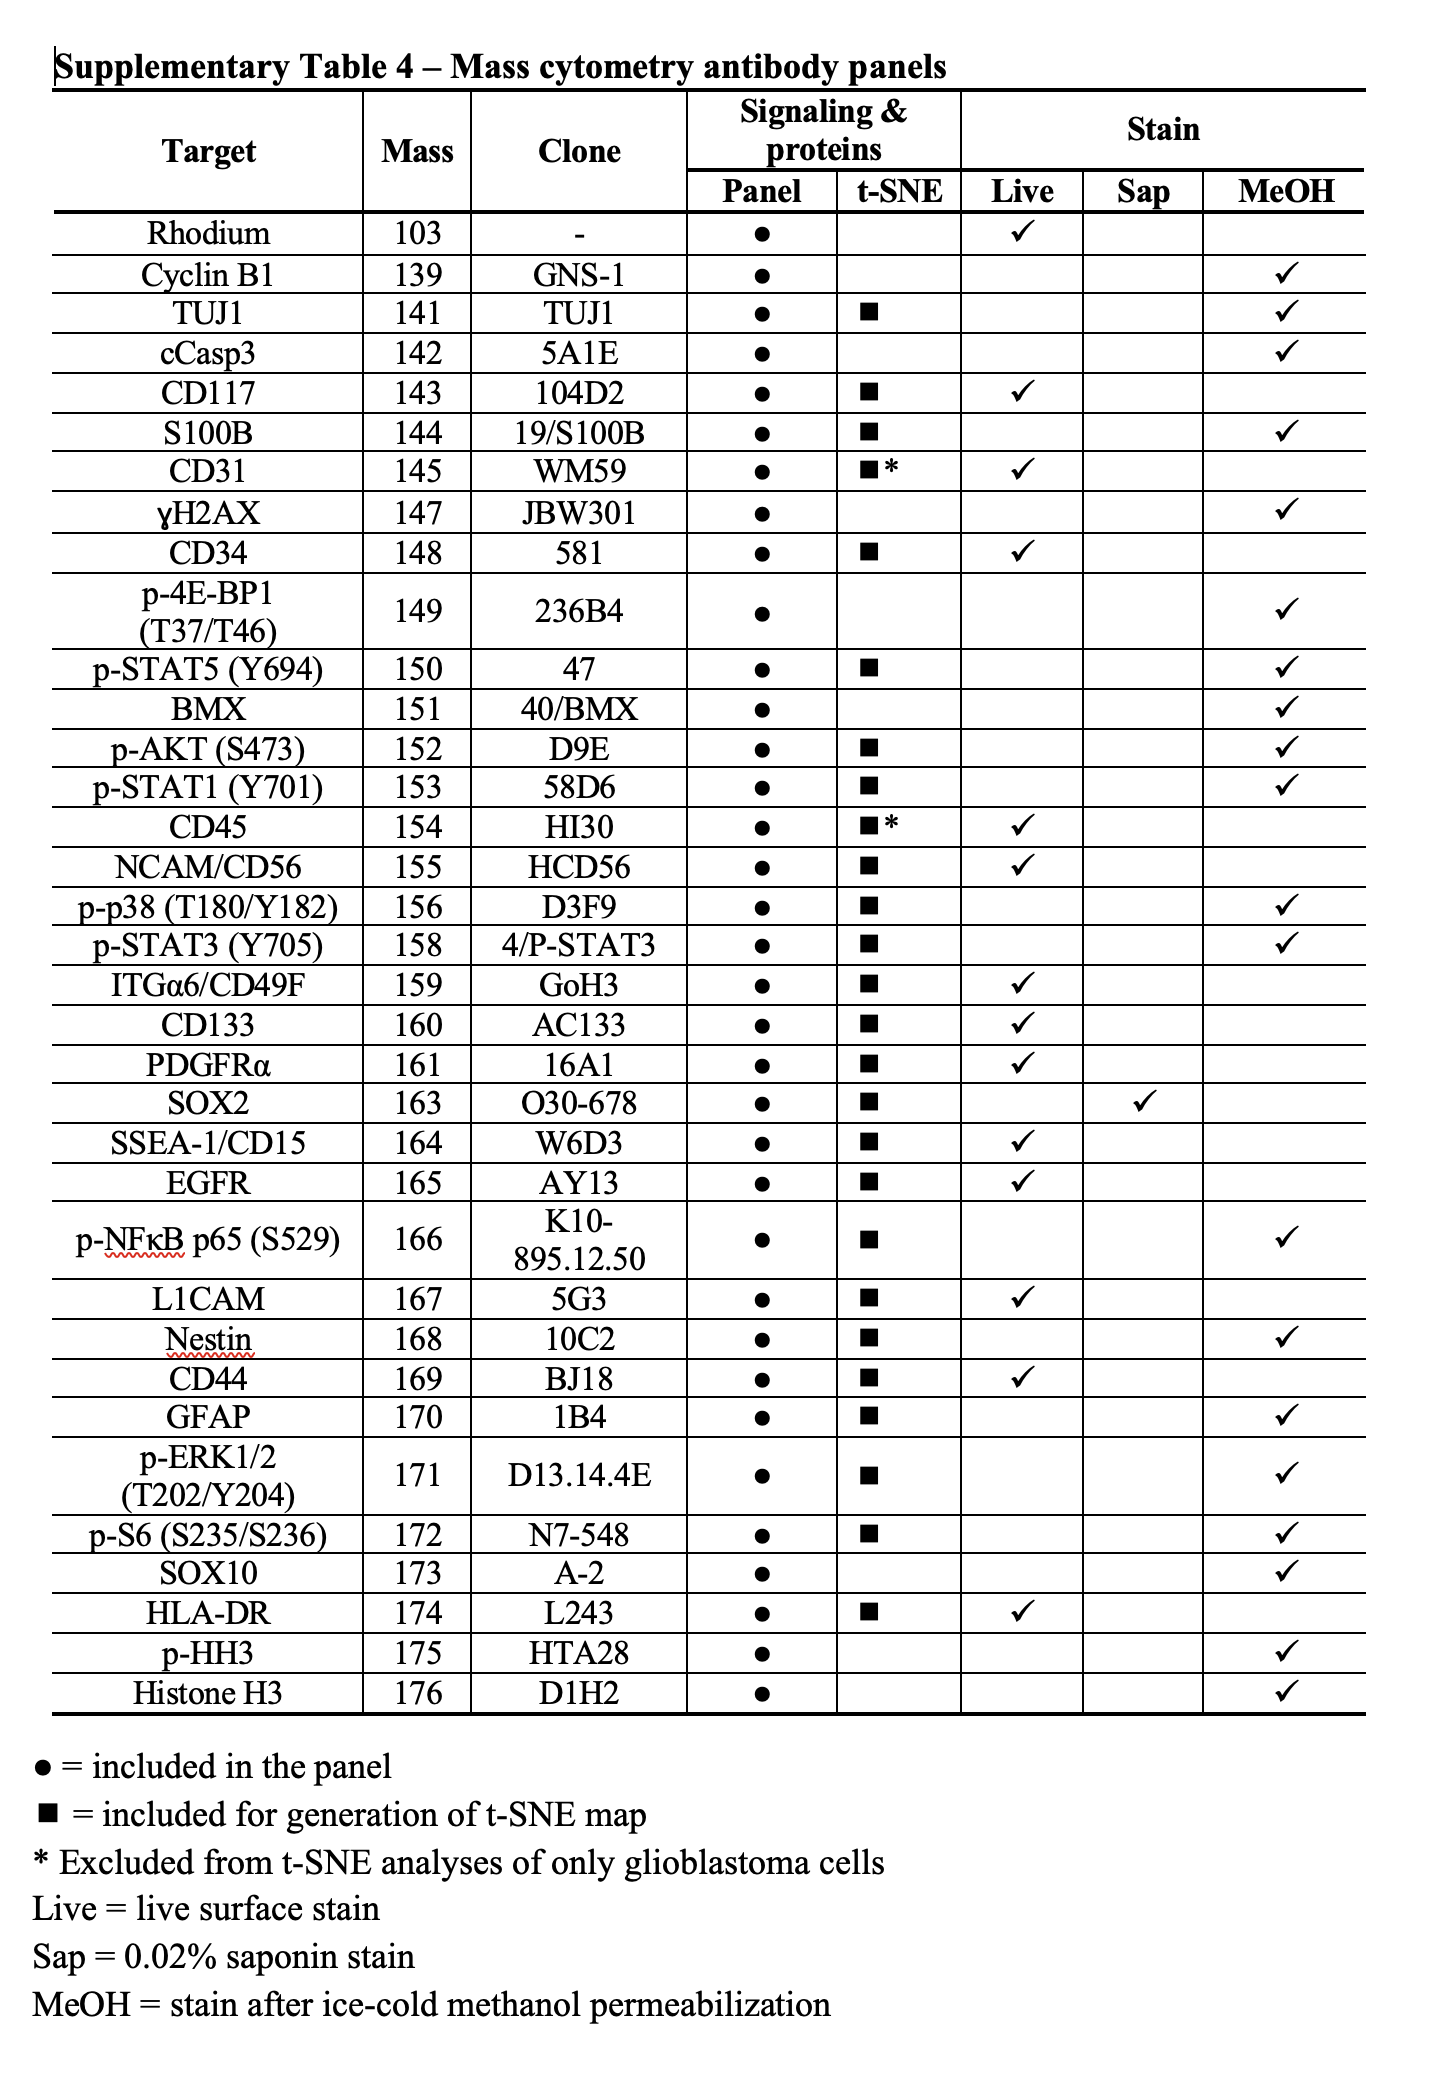 Supplementary Table 4 – Mass cytometry antibody panels
Target Mass Clone Signaling & proteins Stain
Panel t-SNE Live Sap MeOH
Rhodium 103 - ● ✓
Cyclin B1 139 GNS-1 ● ✓
TUJ1 141 TUJ1 ● ■ ✓
cCasp3 142 5A1E ● ✓
CD117 143 104D2 ● ■ ✓
S100B 144 19/S100B ● ■ ✓
CD31 145 WM59 ● ■* ✓
γH2AX 147 JBW301 ● ✓
CD34 148 581 ● ■ ✓
p-4E-BP1
(T37/T46) 149 236B4 ● ✓
p-STAT5 (Y694) 150 47 ● ■ ✓
BMX 151 40/BMX ● ✓
p-AKT (S473) 152 D9E ● ■ ✓
p-STAT1 (Y701) 153 58D6 ● ■ ✓
CD45 154 HI30 ● ■* ✓
NCAM/CD56 155 HCD56 ● ■ ✓
p-p38 (T180/Y182) 156 D3F9 ● ■ ✓
p-STAT3 (Y705) 158 4/P-STAT3 ● ■ ✓
ITGα6/CD49F 159 GoH3 ● ■ ✓
CD133 160 AC133 ● ■ ✓
PDGFRα 161 16A1 ● ■ ✓
SOX2 163 O30-678 ● ■ ✓
SSEA-1/CD15 164 W6D3 ● ■ ✓
EGFR 165 AY13 ● ■ ✓
p-NFκB p65 (S529) 166 K10-
895.12.50 ● ■ ✓
L1CAM 167 5G3 ● ■ ✓
Nestin 168 10C2 ● ■ ✓
CD44 169 BJ18 ● ■ ✓
GFAP 170 1B4 ● ■ ✓
p-ERK1/2
(T202/Y204) 171 D13.14.4E ● ■ ✓
p-S6 (S235/S236) 172 N7-548 ● ■ ✓
SOX10 173 A-2 ● ✓
HLA-DR 174 L243 ● ■ ✓
p-HH3 175 HTA28 ● ✓
Histone H3 176 D1H2 ● ✓
● = included in the panel
■ = included for generation of t-SNE map
* Excluded from t-SNE analyses of only glioblastoma cells
Live = live surface stain
Sap = 0.02% saponin stain
MeOH = stain after ice-cold methanol permeabilization